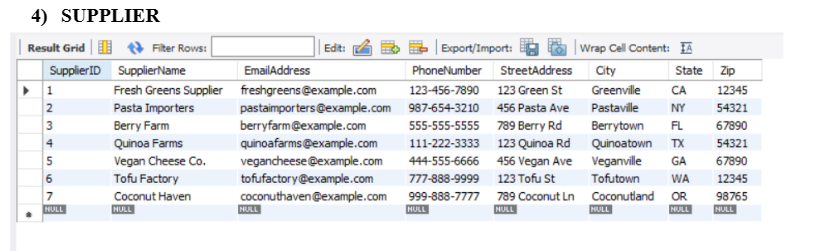 4) SUPPLIER
Result Grid Filter Rows: Edit: Export/Import: Wrap Cell Content:
SupplierID SupplierName EmailAddress PhoneNumber StreetAddress City State Zip
1 Fresh Greens Supplier freshgreens@example.com 123-456-7890 123 Green St Greenville CA 12345
2 Pasta Importers pastaimporters@example.com 987-654-3210 456 Pasta Ave Pastaville NY 54321
3 Berry Farm berryfarm@example.com 555-555-5555 789 Berry Rd Berrytown FL 67890
4 Quinoa Farms quinoafarms@example.com 111-222-3333 123 Quinoa Rd Quinoatown TX 54321
5 Vegan Cheese Co. vegancheese@example.com 444-555-6666 456 Vegan Ave Veganville GA 67890
6 Tofu Factory tofufactory@example.com 777-888-9999 123 Tofu St Tofutown WA 12345
7 Coconut Haven coconuthaven@example.com 999-888-7777 789 Coconut Ln Coconutland OR 98765
NULL NULL NULL NULL NULL NULL NULL NULL